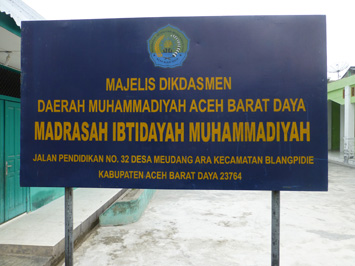 MAJELIS DIKDASMEN
DAERAH MUHAMMADIYAH ACEH BARAT DAYA
MADRASAH IBTIDAYAH MUHAMMADIYAH
JALAN PENDIDIKAN NO. 32 DESA MEUDANG ARA KECAMATAN BLANGPIDIE
KABUPATEN ACEH BARAT DAYA 23764